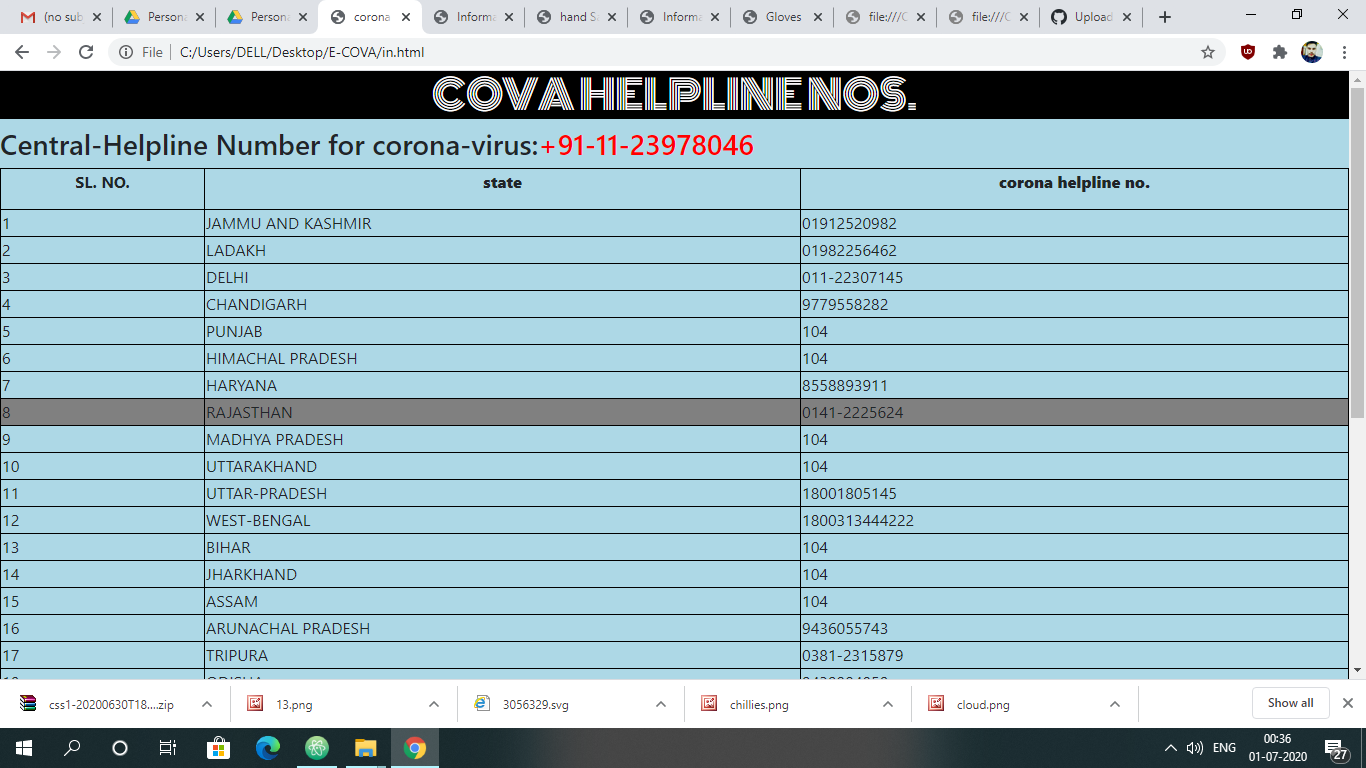 (no sub
Persona
Persona
corona
Informa
hand Sa
Informa
Gloves
file:///C
file:///C
Upload
File
C:/Users/DELL/Desktop/E-COVA/in.html
COVA HELPLINE NOS.
Central-Helpline Number for corona-virus:+91-11-23978046
SL. NO. state corona helpline no.
1 JAMMU AND KASHMIR 01912520982
2 LADAKH 01982256462
3 DELHI 011-22307145
4 CHANDIGARH 9779558282
5 PUNJAB 104
6 HIMACHAL PRADESH 104
7 HARYANA 8558893911
8 RAJASTHAN 0141-2225624
9 MADHYA PRADESH 104
10 UTTARAKHAND 104
11 UTTAR-PRADESH 18001805145
12 WEST-BENGAL 1800313444222
13 BIHAR 104
14 JHARKHAND 104
15 ASSAM 104
16 ARUNACHAL PRADESH 9436055743
17 TRIPURA 0381-2315879
css1-20200630T18....zip
13.png
3056329.svg
chillies.png
cloud.png
Show all
ENG
00:36
01-07-2020
27